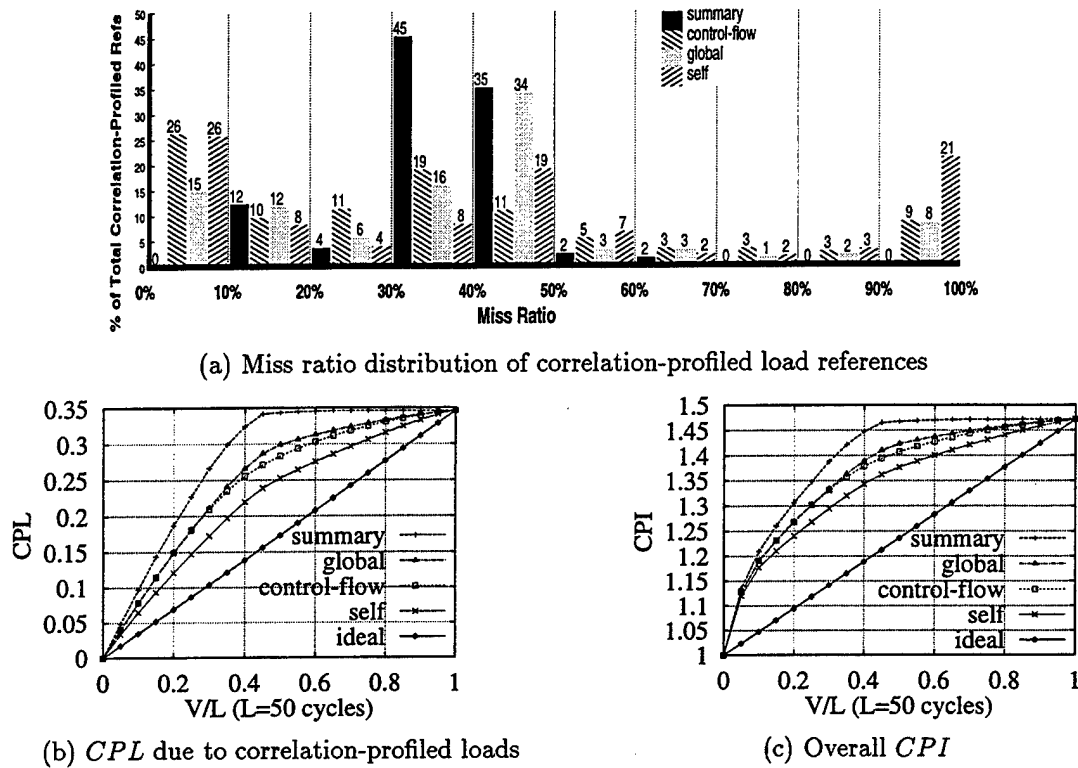 % of Total Correlation-Profiled Refs
50
45
40
35
30
25
20
15
10
5
0
summary
control-flow
global
self
0 26 15 26
12 10 12 8
4 11 6 4
45 19 16 8
35 11 34 19
2 5 3 7
2 3 3 2
0 3 1 2
0 3 2 3
0 9 8 21
0% 10% 20% 30% 40% 50% 60% 70% 80% 90% 100%
Miss Ratio
(a) Miss ratio distribution of correlation-profiled load references
CPL
0.35
0.3
0.25
0.2
0.15
0.1
0.05
0
summary
global
control-flow
self
ideal
0 0.2 0.4 0.6 0.8 1
V/L (L=50 cycles)
(b) CPL due to correlation-profiled loads
CPI
1.5
1.45
1.4
1.35
1.3
1.25
1.2
1.15
1.1
1.05
1
summary
global
control-flow
self
ideal
0 0.2 0.4 0.6 0.8 1
V/L (L=50 cycles)
(c) Overall CPI